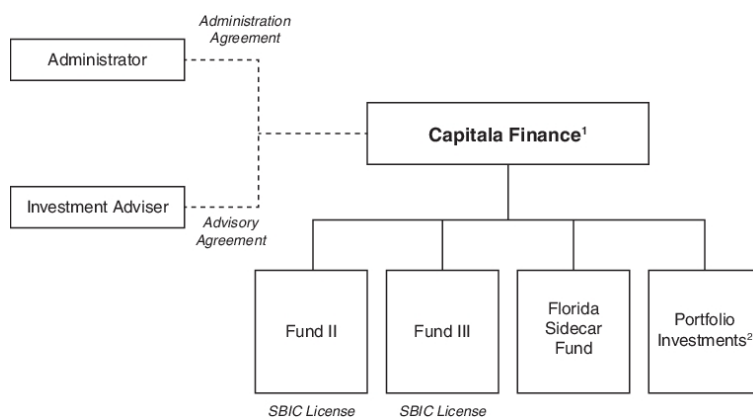 Administration
Agreement
Administrator
Capitala Finance¹
Investment Adviser
Advisory
Agreement
Fund II
Fund III
Florida
Sidecar
Fund
Portfolio
Investments²
SBIC License
SBIC License